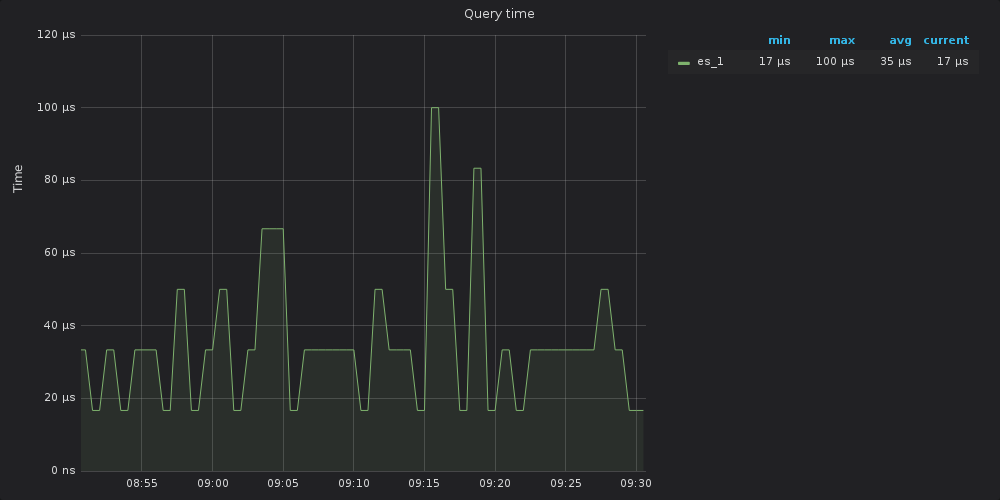 Query time
120 µs
100 µs
80 µs
60 µs
40 µs
20 µs
0 ns
Time
08:55 09:00 09:05 09:10 09:15 09:20 09:25 09:30
min max avg current
es_1 17 µs 100 µs 35 µs 17 µs